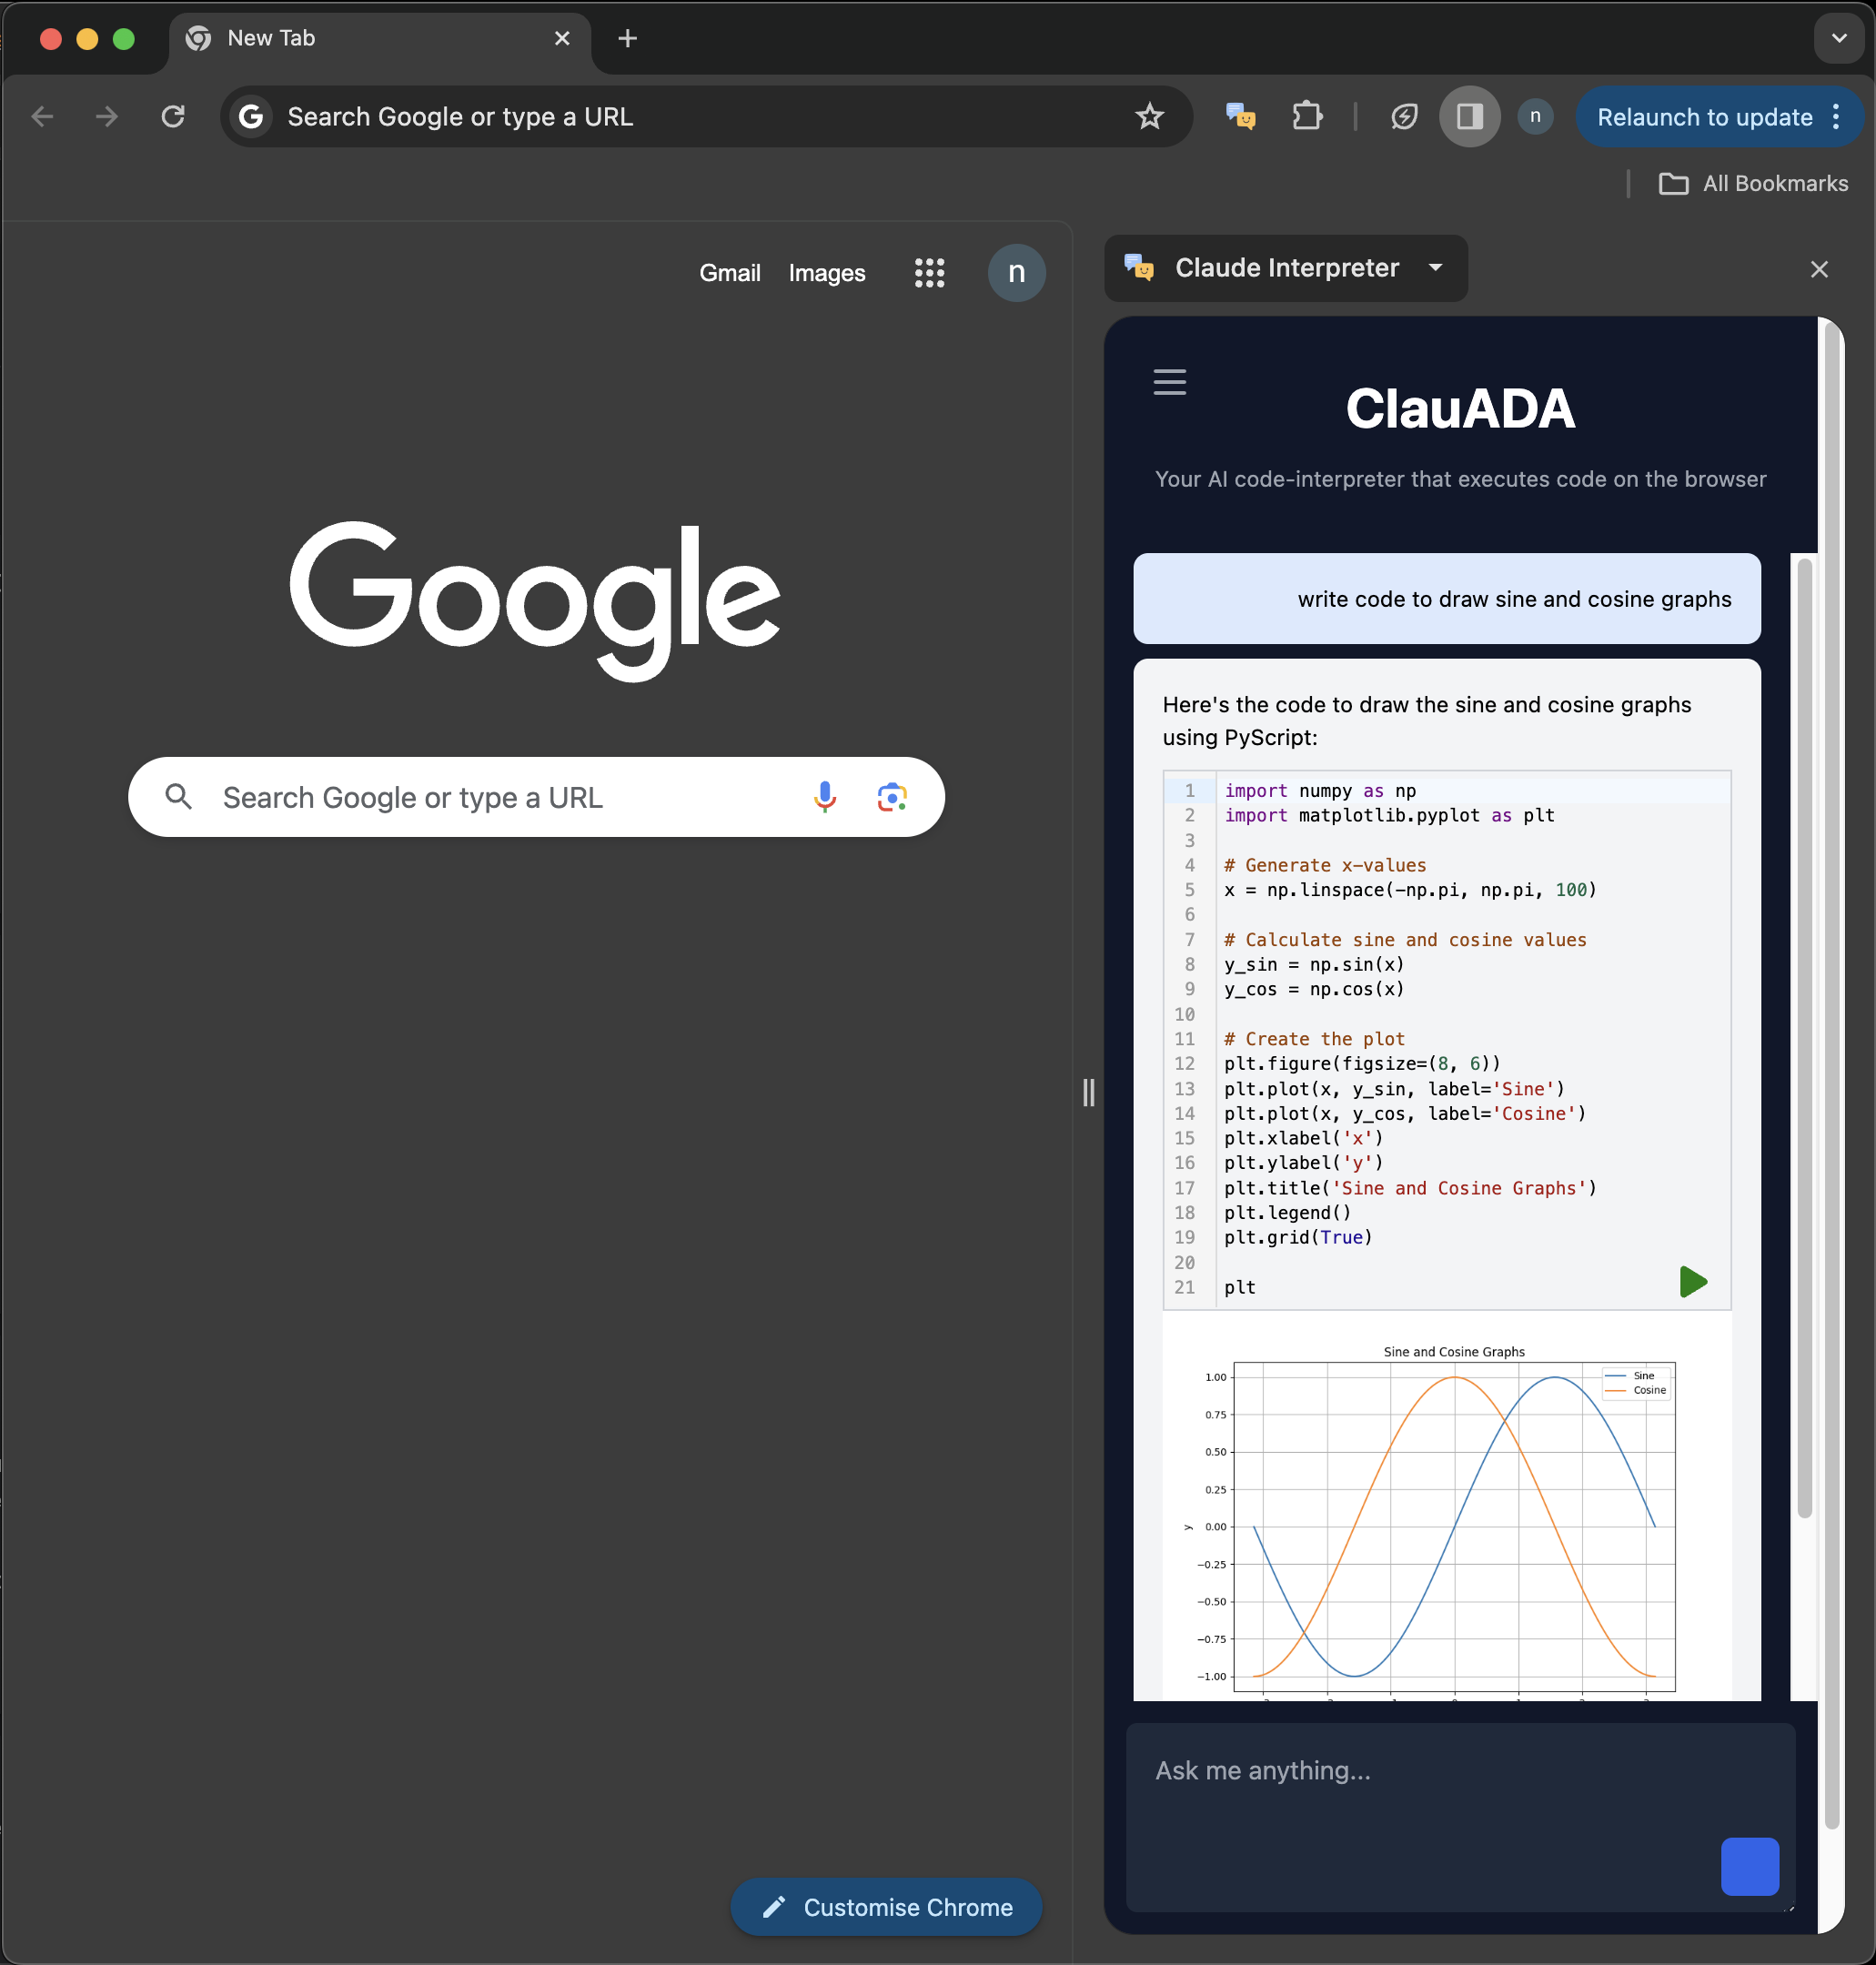 New Tab
Search Google or type a URL
n
Relaunch to update
All Bookmarks
Gmail
Images
n
Google
Search Google or type a URL
Customise Chrome
Claude Interpreter
ClauADA
Your AI code-interpreter that executes code on the browser
write code to draw sine and cosine graphs
Here's the code to draw the sine and cosine graphs
using PyScript:
1 import numpy as np
2 import matplotlib.pyplot as plt
3
4 # Generate x-values
5 x = np.linspace(-np.pi, np.pi, 100)
6
7 # Calculate sine and cosine values
8 y_sin = np.sin(x)
9 y_cos = np.cos(x)
10
11 # Create the plot
12 plt.figure(figsize=(8, 6))
13 plt.plot(x, y_sin, label='Sine')
14 plt.plot(x, y_cos, label='Cosine')
15 plt.xlabel('x')
16 plt.ylabel('y')
17 plt.title('Sine and Cosine Graphs')
18 plt.legend()
19 plt.grid(True)
20
21 plt
Sine and Cosine Graphs
Sine
Cosine
1.00
0.75
0.50
0.25
0.00
−0.25
−0.50
−0.75
−1.00
y
Ask me anything...